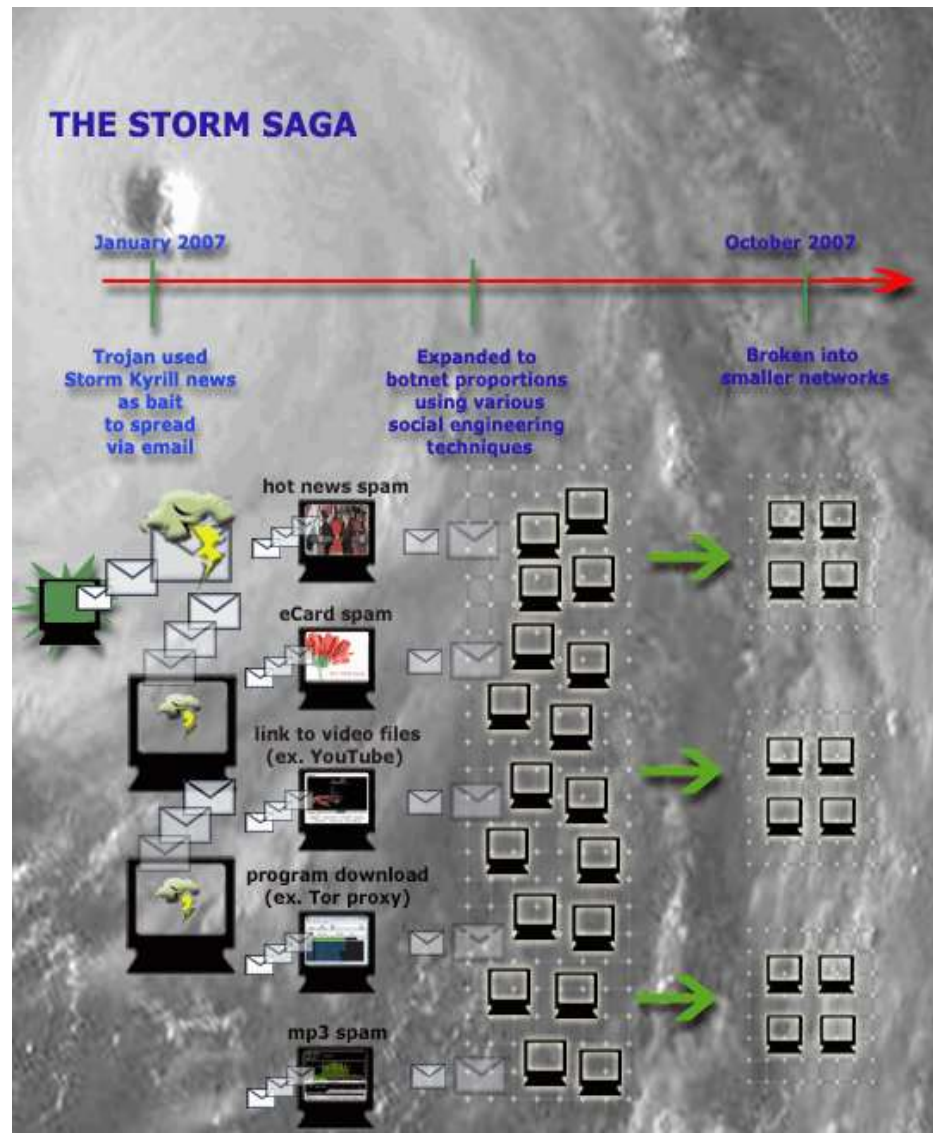 THE STORM SAGA
January 2007
October 2007
Trojan used
Storm Kyrill news
as bait
to spread
via email
Expanded to
botnet proportions
using various
social engineering
techniques
Broken into
smaller networks
hot news spam
eCard spam
link to video files
(ex. YouTube)
program download
(ex. Tor proxy)
mp3 spam